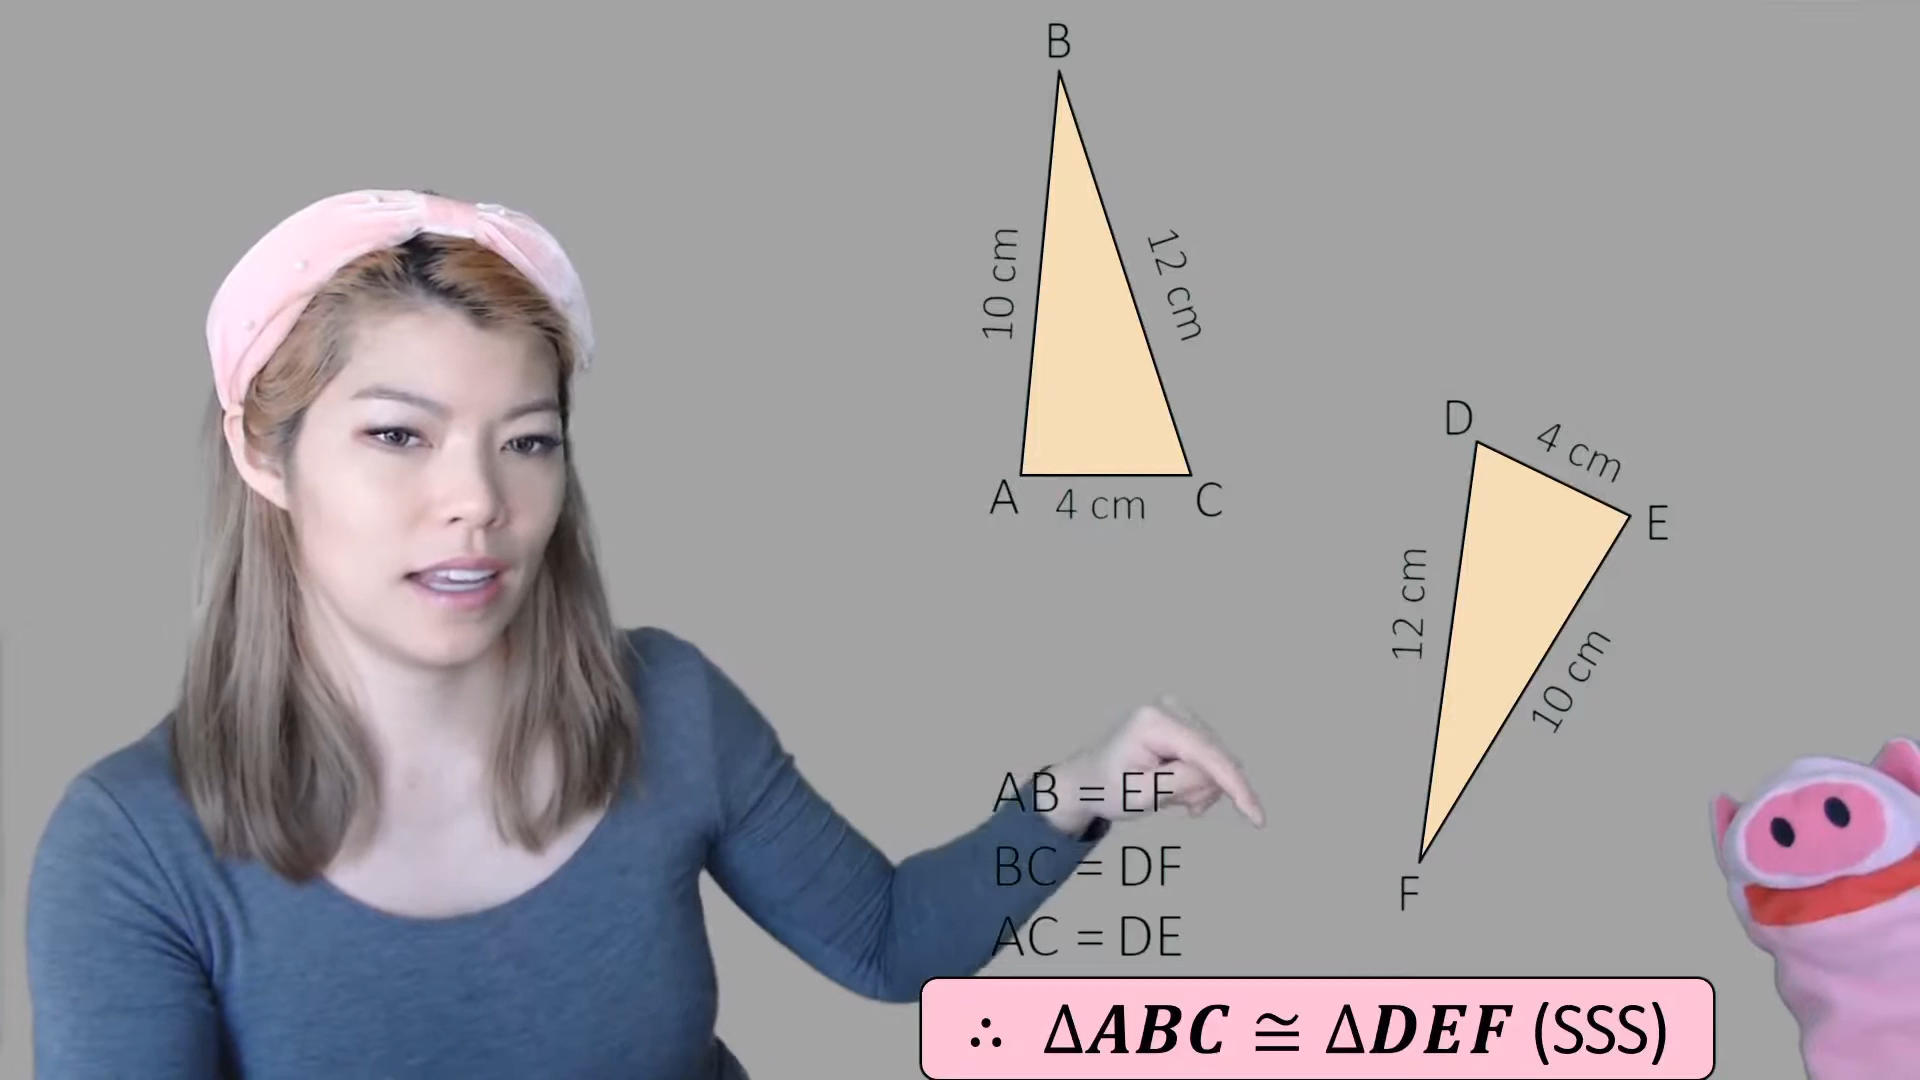 B
10 cm
12 cm
A
4 cm
C
D
4 cm
E
12 cm
10 cm
F
AB = EF
BC = DF
AC = DE
∴ ΔABC ≅ ΔDEF (SSS)